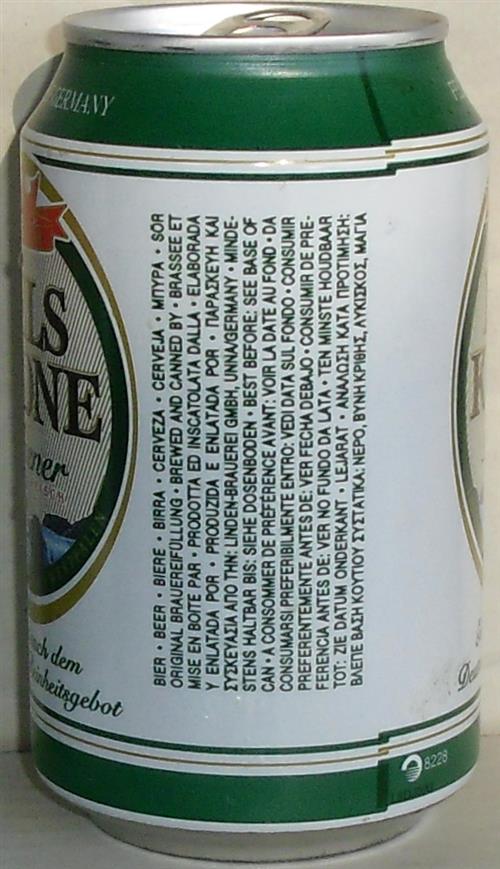 GERMANY
LS
ONE
ner
nach dem
inheitsgebot
BIER • BEER • BIERE • BIRRA • CERVEZA • CERVEJA • ΜΠΥΡΑ • SOR
ORIGINAL BRAUEREIFÜLLUNG • BREWED AND CANNED BY • BRASSEE ET
MISE EN BOITE PAR • PRODOTTA ED INSCATOLATA DALLA • ELABORADA
Y ENLATADA POR • PRODUZIDA E ENLATADA POR • ΠΑΡΑΣΚΕΥΗ ΚΑΙ
ΣΥΣΚΕΥΑΣΙΑ ΑΠΟ ΤΗΝ: LINDEN-BRAUEREI GMBH, UNNA/GERMANY • MINDE-
STENS HALTBAR BIS: SIEHE DOSENBODEN • BEST BEFORE: SEE BASE OF
CAN • A CONSOMMER DE PRÉFÉRENCE AVANT: VOIR LA DATE AU FOND • DA
CONSUMARSI PREFERIBILMENTE ENTRO: VEDI DATA SUL FONDO • CONSUMIR
PREFERENTEMENTE ANTES DE: VER FECHA DEBAJO • CONSUMIR DE PRE-
FERENCIA ANTES DE: VER NO FUNDO DA LATA • TEN MINSTE HOUDBAAR
TOT: ZIE DATUM ONDERKANT • LEJARAT • ΑΝΑΛΩΣΗ ΚΑΤΑ ΠΡΟΤΙΜΗΣΗ:
ΒΛΕΠΕ ΒΑΣΗ ΚΟΥΤΙΟΥ ΣΥΣΤΑΤΙΚΑ: ΝΕΡΟ, ΒΥΝΗ ΚΡΙΘΗΣ, ΛΥΚΙΣΚΟΣ, ΜΑΓΙΑ
K
Deut
8228